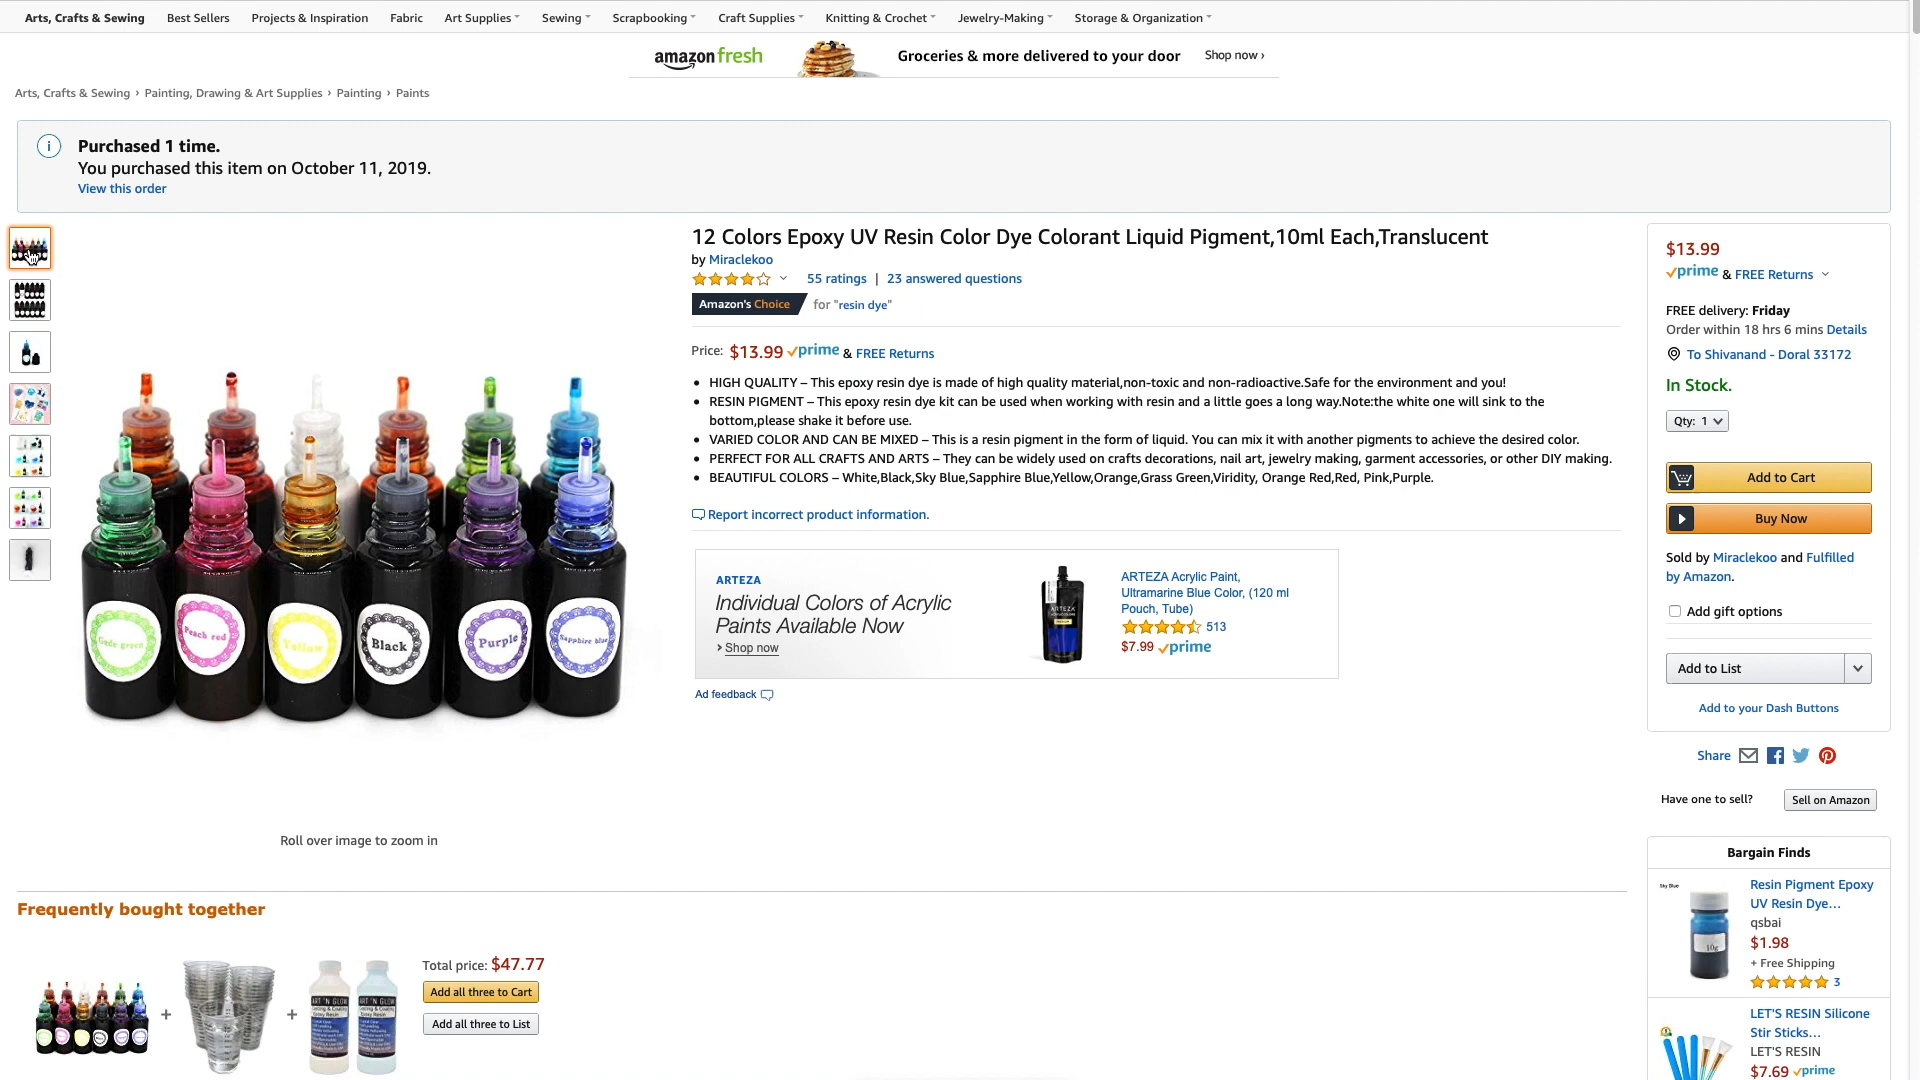 Arts, Crafts & Sewing Best Sellers Projects & Inspiration Fabric Art Supplies Sewing Scrapbooking Craft Supplies Knitting & Crochet Jewelry-Making Storage & Organization
amazon fresh Groceries & more delivered to your door Shop now ›
Arts, Crafts & Sewing › Painting, Drawing & Art Supplies › Painting › Paints
Purchased 1 time.
You purchased this item on October 11, 2019.
View this order
12 Colors Epoxy UV Resin Color Dye Colorant Liquid Pigment,10ml Each,Translucent
by Miraclekoo
55 ratings | 23 answered questions
Amazon's Choice for "resin dye"
Price: $13.99 prime & FREE Returns
• HIGH QUALITY – This epoxy resin dye is made of high quality material,non-toxic and non-radioactive.Safe for the environment and you!
• RESIN PIGMENT – This epoxy resin dye kit can be used when working with resin and a little goes a long way.Note:the white one will sink to the
bottom,please shake it before use.
• VARIED COLOR AND CAN BE MIXED – This is a resin pigment in the form of liquid. You can mix it with another pigments to achieve the desired color.
• PERFECT FOR ALL CRAFTS AND ARTS – They can be widely used on crafts decorations, nail art, jewelry making, garment accessories, or other DIY making.
• BEAUTIFUL COLORS – White,Black,Sky Blue,Sapphire Blue,Yellow,Orange,Grass Green,Viridity, Orange Red,Red, Pink,Purple.
Report incorrect product information.
ARTEZA
Individual Colors of Acrylic
Paints Available Now
› Shop now
ARTEZA
ARTEZA Acrylic Paint,
Ultramarine Blue Color, (120 ml
Pouch, Tube)
513
$7.99 prime
Ad feedback
Gade green Peach red Yellow Black Purple Sapphire blue
Roll over image to zoom in
$13.99
prime & FREE Returns
FREE delivery: Friday
Order within 18 hrs 6 mins Details
To Shivanand - Doral 33172
In Stock.
Qty: 1
Add to Cart
Buy Now
Sold by Miraclekoo and Fulfilled
by Amazon.
Add gift options
Add to List
Add to your Dash Buttons
Share
Have one to sell? Sell on Amazon
Bargain Finds
Sky Blue
10g
Resin Pigment Epoxy
UV Resin Dye…
qsbai
$1.98
+ Free Shipping
3
LET'S RESIN Silicone
Stir Sticks…
LET'S RESIN
$7.69 prime
Frequently bought together
+ +
ART 'N GLOW ART 'N GLOW
Total price: $47.77
Add all three to Cart
Add all three to List